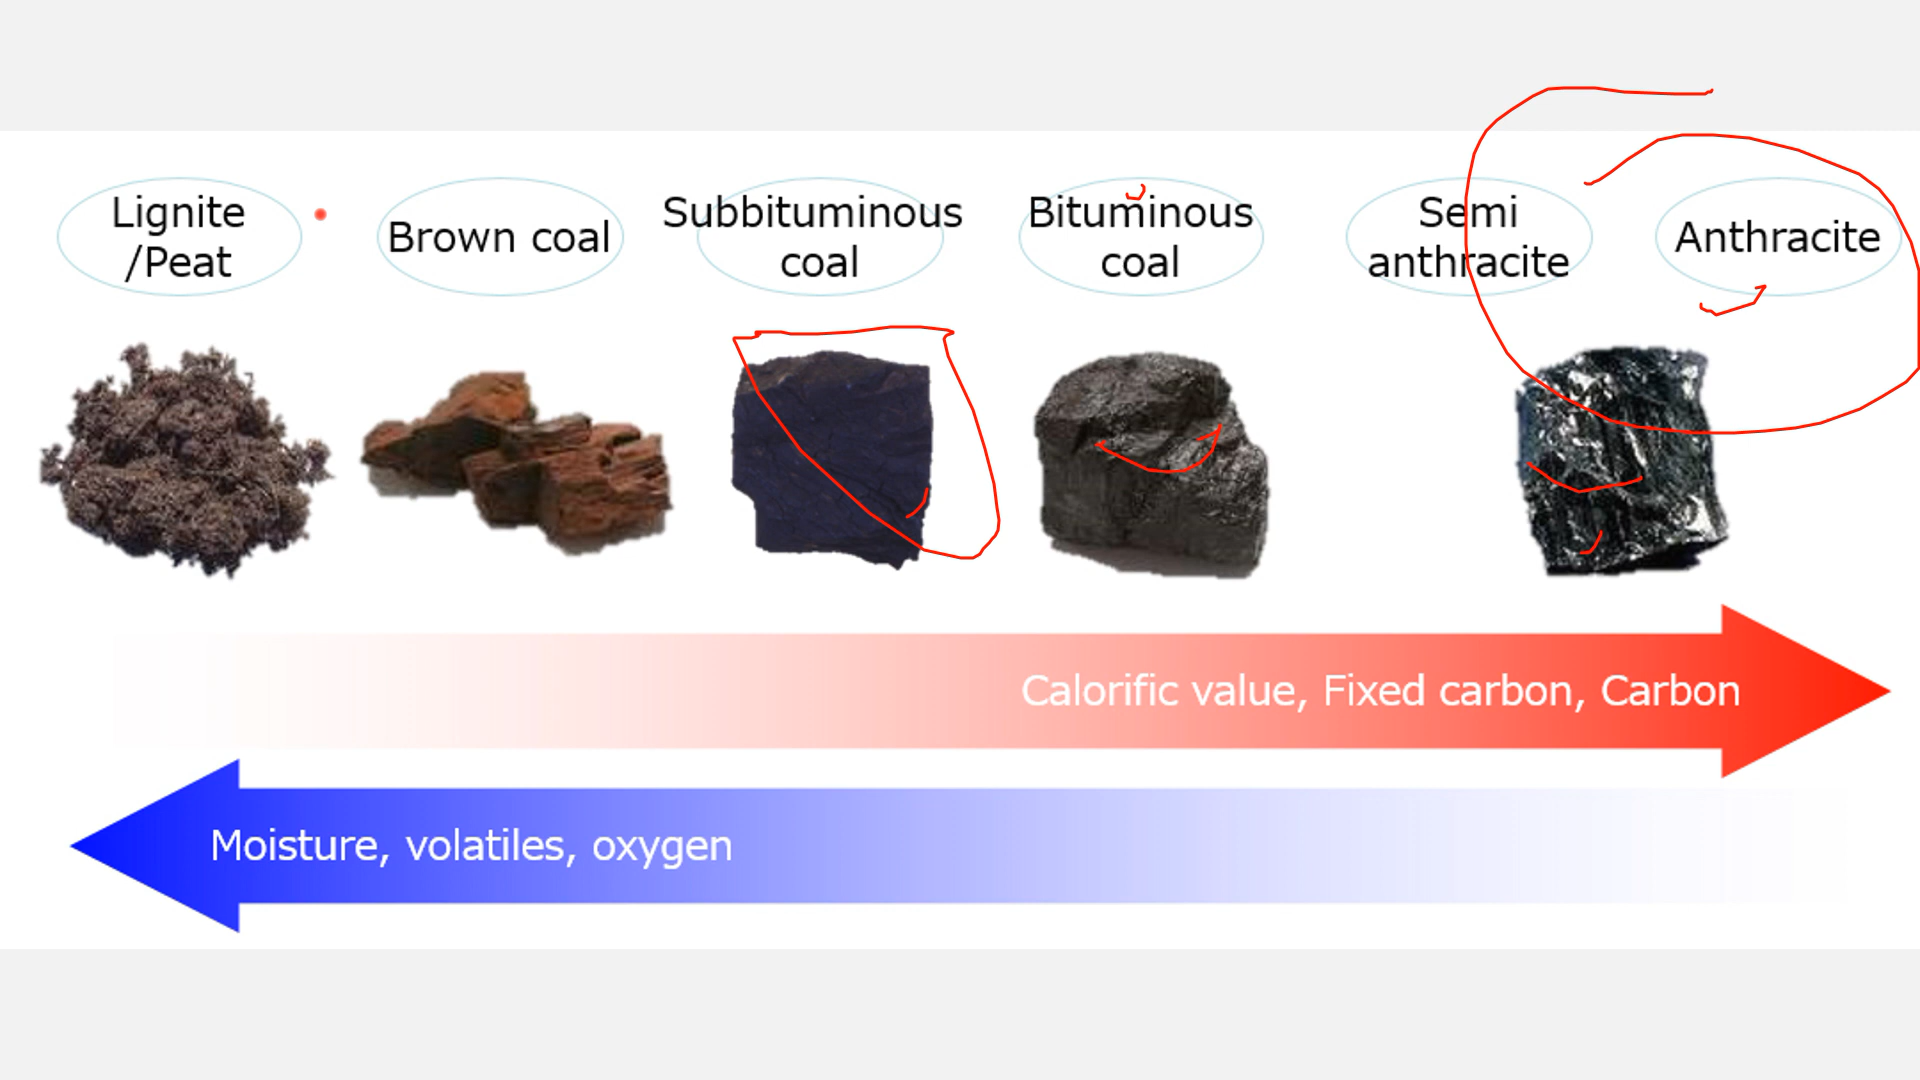 Lignite
/Peat
Brown coal
Subbituminous
coal
Bituminous
coal
Semi
anthracite
Anthracite
Calorific value, Fixed carbon, Carbon
Moisture, volatiles, oxygen